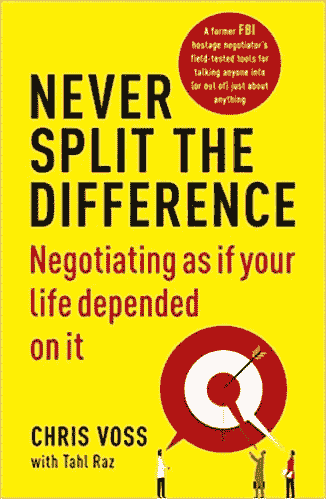 A former FBI
hostage negotiator's
field-tested tools for
talking anyone into
(or out of) just about
anything
NEVER
SPLIT THE
DIFFERENCE
Negotiating as if your
life depended
on it
CHRIS VOSS
with Tahl Raz